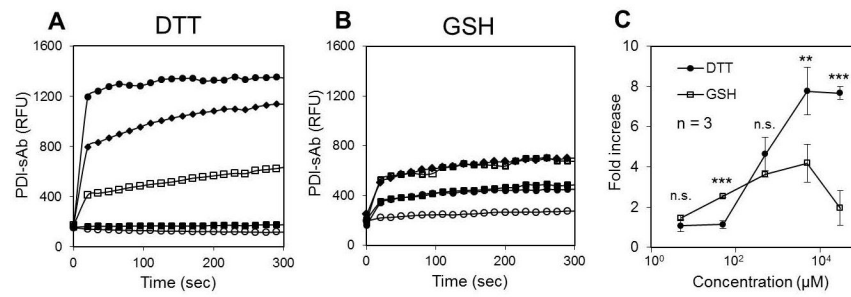 A
DTT
PDI-sAb (RFU)
1600
1200
800
400
0
0
100
200
300
Time (sec)
B
GSH
PDI-sAb (RFU)
1600
1200
800
400
0
0
100
200
300
Time (sec)
C
Fold increase
10
8
6
4
2
0
DTT
GSH
n = 3
n.s.
***
n.s.
**
***
10⁰
10²
10⁴
Concentration (µM)